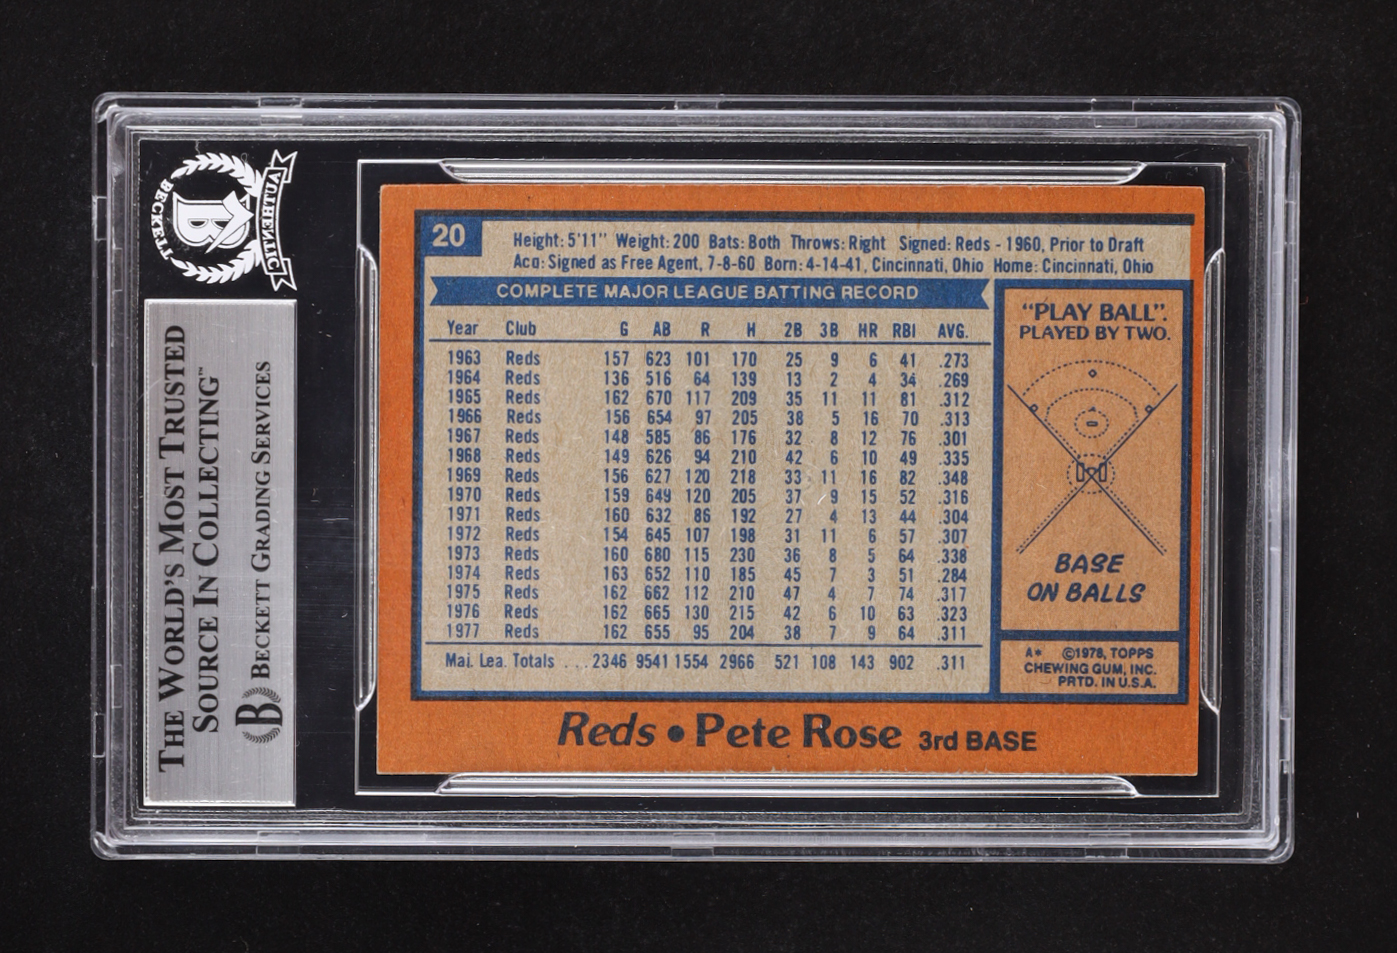 BECKETT
AUTHENTIC
B
THE WORLD'S MOST TRUSTED
SOURCE IN COLLECTING™
B BECKETT GRADING SERVICES
20
Height: 5'11" Weight: 200 Bats: Both Throws: Right Signed: Reds - 1960, Prior to Draft
Acq: Signed as Free Agent, 7-8-60 Born: 4-14-41, Cincinnati, Ohio Home: Cincinnati, Ohio
COMPLETE MAJOR LEAGUE BATTING RECORD
Year Club G AB R H 2B 3B HR RBI AVG.
1963 Reds 157 623 101 170 25 9 6 41 .273
1964 Reds 136 516 64 139 13 2 4 34 .269
1965 Reds 162 670 117 209 35 11 11 81 .312
1966 Reds 156 654 97 205 38 5 16 70 .313
1967 Reds 148 585 86 176 32 8 12 76 .301
1968 Reds 149 626 94 210 42 6 10 49 .335
1969 Reds 156 627 120 218 33 11 16 82 .348
1970 Reds 159 649 120 205 37 9 15 52 .316
1971 Reds 160 632 86 192 27 4 13 44 .304
1972 Reds 154 645 107 198 31 11 6 57 .307
1973 Reds 160 680 115 230 36 8 5 64 .338
1974 Reds 163 652 110 185 45 7 3 51 .284
1975 Reds 162 662 112 210 47 4 7 74 .317
1976 Reds 162 665 130 215 42 6 10 63 .323
1977 Reds 162 655 95 204 38 7 9 64 .311
Maj. Lea. Totals ... 2346 9541 1554 2966 521 108 143 902 .311
"PLAY BALL".
PLAYED BY TWO.
BASE
ON BALLS
A* ©1978, TOPPS
CHEWING GUM, INC.
PRTD. IN U.S.A.
Reds • Pete Rose 3rd BASE